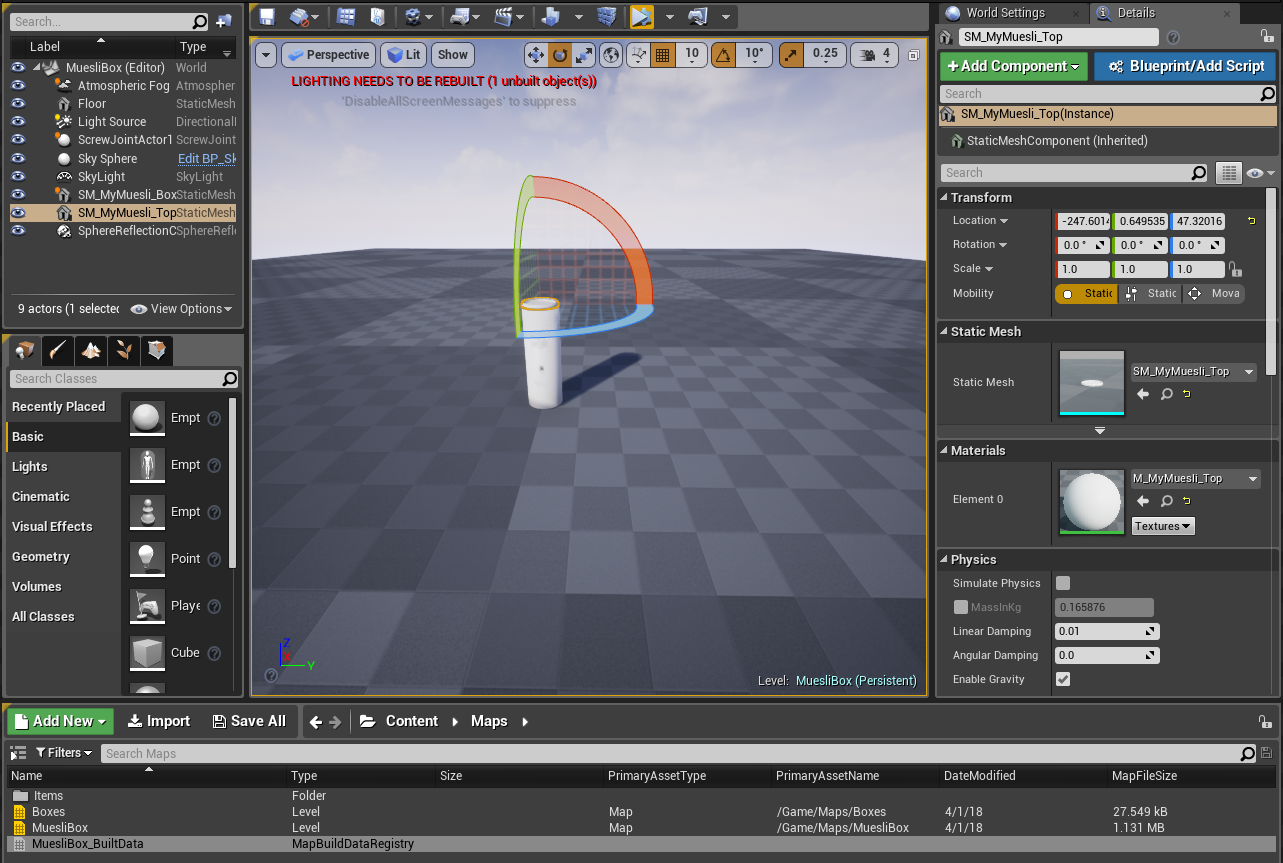 Search...
Label Type
MuesliBox (Editor) World
Atmospheric Fog Atmospher
Floor StaticMesh
Light Source Directional
ScrewJointActor1 ScrewJoint
Sky Sphere Edit BP_Sk
SkyLight SkyLight
SM_MyMuesli_Box StaticMesh
SM_MyMuesli_Top StaticMesh
SphereReflectionC SphereRefle
9 actors (1 selected View Options
Search Classes
Recently Placed
Basic
Lights
Cinematic
Visual Effects
Geometry
Volumes
All Classes
Empt
Empt
Empt
Point
Playe
Cube
Perspective Lit Show
10 10° 0.25 4
LIGHTING NEEDS TO BE REBUILT (1 unbuilt object(s))
'DisableAllScreenMessages' to suppress
Z
X
Y
Level: MuesliBox (Persistent)
World Settings Details
SM_MyMuesli_Top
+Add Component Blueprint/Add Script
Search
SM_MyMuesli_Top(Instance)
StaticMeshComponent (Inherited)
Search
Transform
Location -247.6014 0.649535 47.32016
Rotation 0.0 ° 0.0 ° 0.0 °
Scale 1.0 1.0 1.0
Mobility Static Static Mova
Static Mesh
Static Mesh SM_MyMuesli_Top
Materials
Element 0 M_MyMuesli_Top
Textures
Physics
Simulate Physics
MassInKg 0.165876
Linear Damping 0.01
Angular Damping 0.0
Enable Gravity
Add New Import Save All Content Maps
Filters Search Maps
Name Type Size PrimaryAssetType PrimaryAssetName DateModified MapFileSize
Items Folder
Boxes Level Map /Game/Maps/Boxes 4/1/18 27.549 kB
MuesliBox Level Map /Game/Maps/MuesliBox 4/1/18 1.131 MB
MuesliBox_BuiltData MapBuildDataRegistry